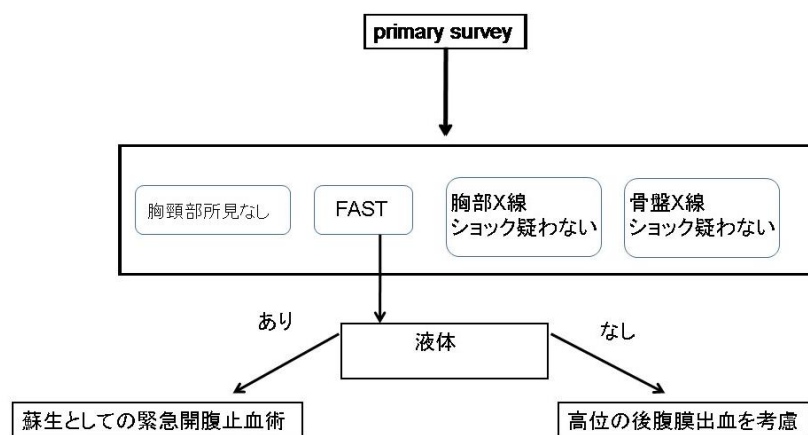 primary survey
胸頸部所見なし
FAST
胸部X線
ショック疑わない
骨盤X線
ショック疑わない
あり
液体
なし
蘇生としての緊急開腹止血術
高位の後腹膜出血を考慮